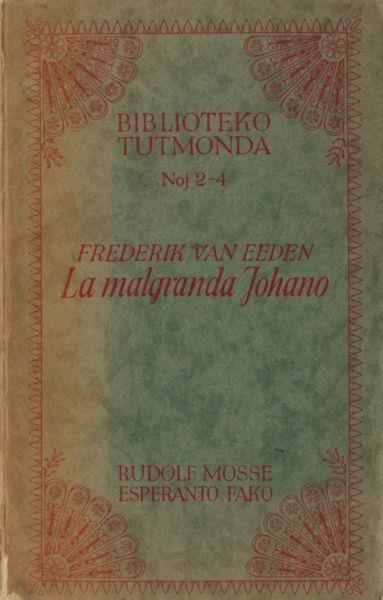 BIBLIOTEKO
TUTMONDA
Noj 2-4
FREDERIK VAN EEDEN
La malgranda Johano
RUDOLF MOSSE
ESPERANTO FAKO